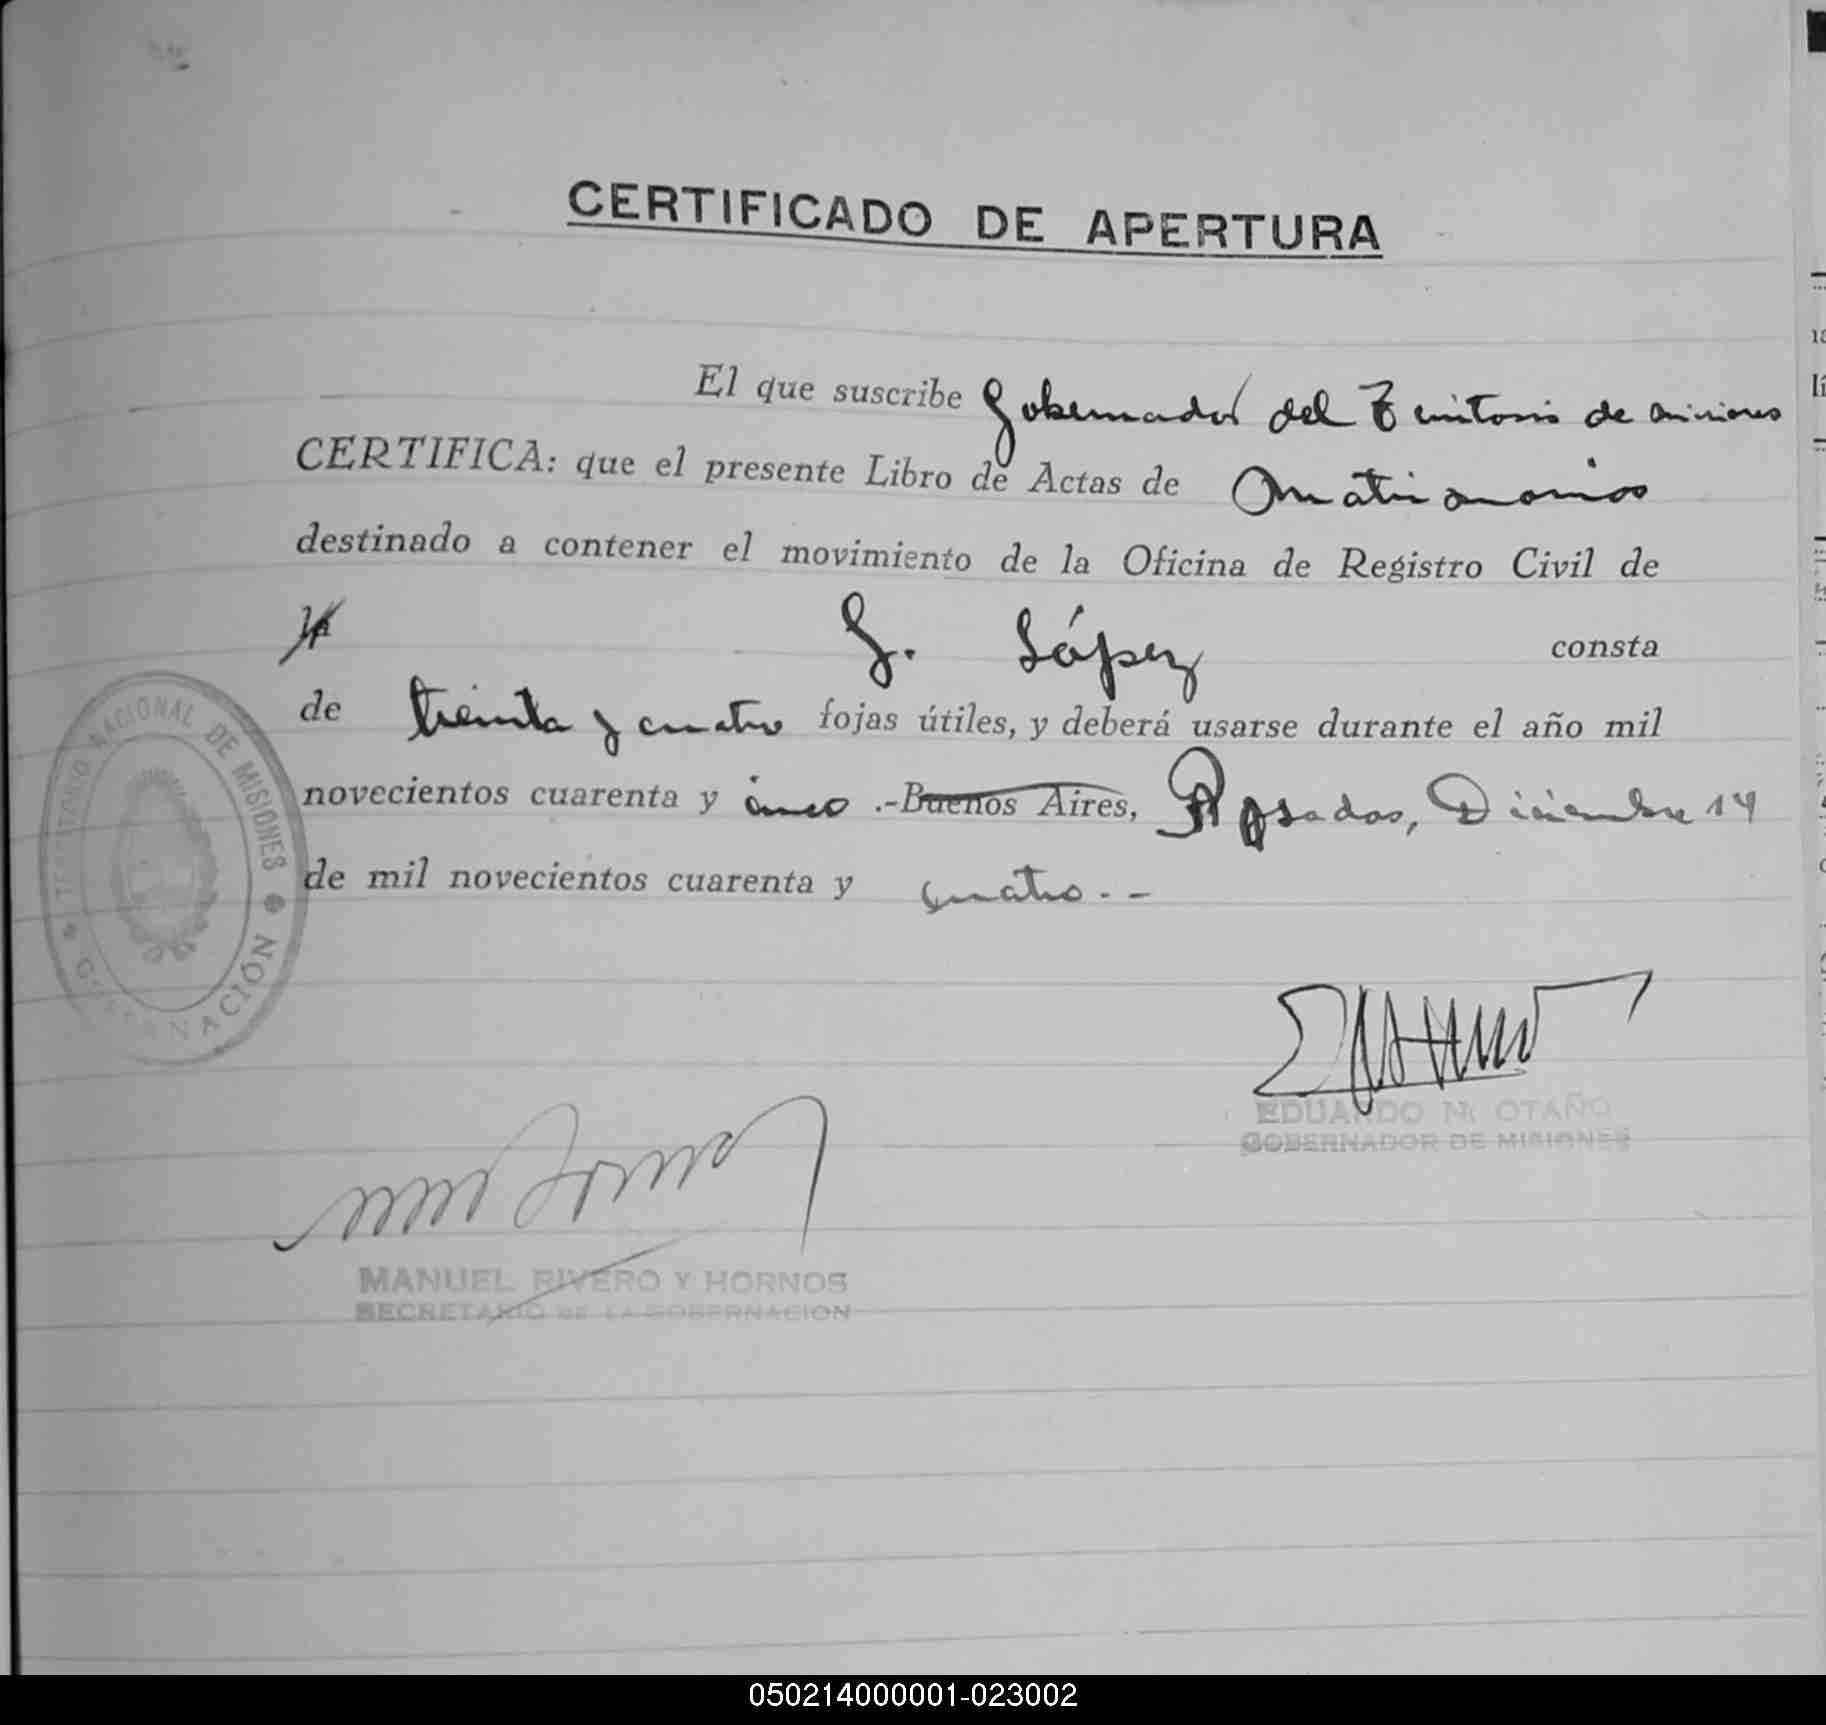 CERTIFICADO DE APERTURA
El que suscribe Gobernador del Territorio de Misiones
CERTIFICA: que el presente Libro de Actas de Matrimonios
destinado a contener el movimiento de la Oficina de Registro Civil de
G. López consta
de treinta y cuatro fojas útiles, y deberá usarse durante el año mil
novecientos cuarenta y cinco .-Buenos Aires, Posadas, Diciembre 14
de mil novecientos cuarenta y cuatro. - -
TERRITORIO NACIONAL DE MISIONES
GOBERNACIÓN
EDUARDO N. OTAÑO
GOBERNADOR DE MISIONES
MANUEL RIVERO Y HORNOS
SECRETARIO DE LA GOBERNACION
050214000001-023002